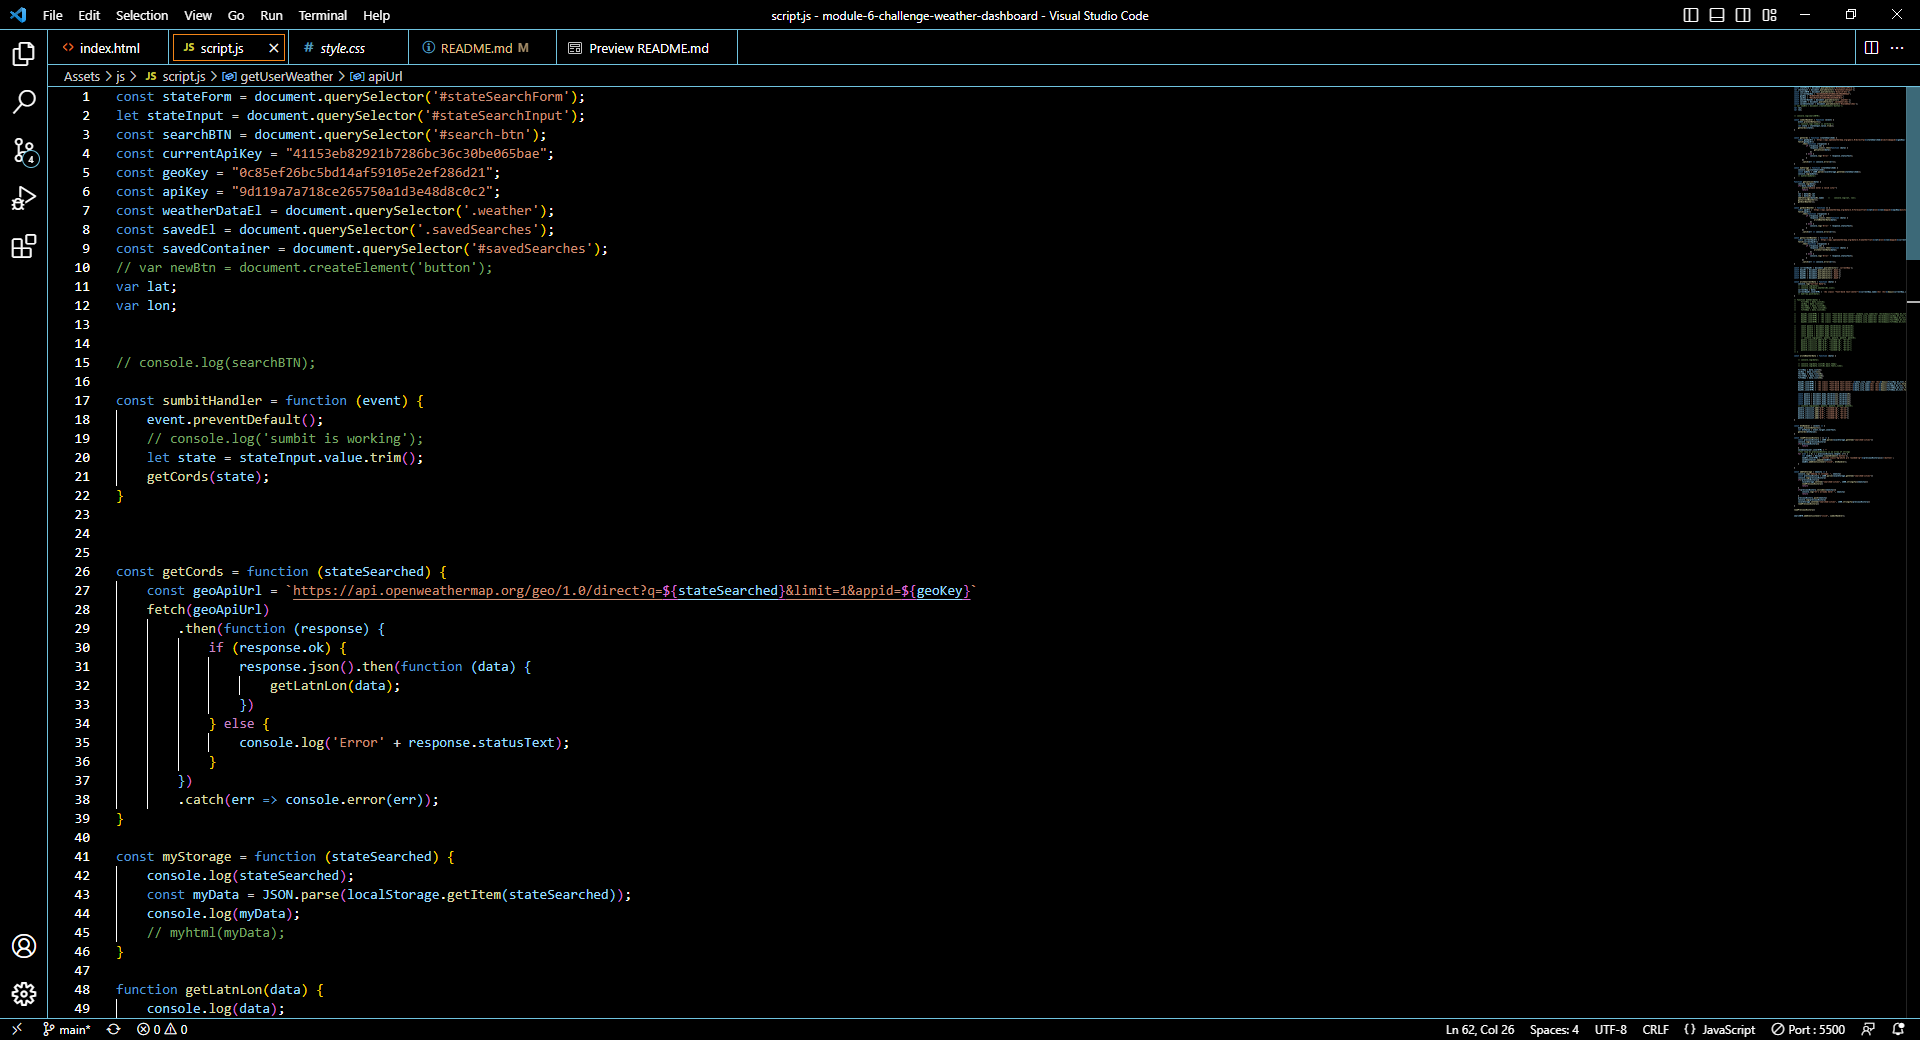 File Edit Selection View Go Run Terminal Help script.js - module-6-challenge-weather-dashboard - Visual Studio Code
<> index.html JS script.js # style.css README.md M Preview README.md
Assets > js > JS script.js > getUserWeather > apiUrl
1 const stateForm = document.querySelector('#stateSearchForm');
2 let stateInput = document.querySelector('#stateSearchInput');
3 const searchBTN = document.querySelector('#search-btn');
4 const currentApiKey = "41153eb82921b7286bc36c30be065bae";
5 const geoKey = "0c85ef26bc5bd14af59105e2ef286d21";
6 const apiKey = "9d119a7a718ce265750a1d3e48d8c0c2";
7 const weatherDataEl = document.querySelector('.weather');
8 const savedEl = document.querySelector('.savedSearches');
9 const savedContainer = document.querySelector('#savedSearches');
10 // var newBtn = document.createElement('button');
11 var lat;
12 var lon;
13
14
15 // console.log(searchBTN);
16
17 const sumbitHandler = function (event) {
18 event.preventDefault();
19 // console.log('sumbit is working');
20 let state = stateInput.value.trim();
21 getCords(state);
22 }
23
24
25
26 const getCords = function (stateSearched) {
27 const geoApiUrl = `https://api.openweathermap.org/geo/1.0/direct?q=${stateSearched}&limit=1&appid=${geoKey}`
28 fetch(geoApiUrl)
29 .then(function (response) {
30 if (response.ok) {
31 response.json().then(function (data) {
32 getLatnLon(data);
33 })
34 } else {
35 console.log('Error' + response.statusText);
36 }
37 })
38 .catch(err => console.error(err));
39 }
40
41 const myStorage = function (stateSearched) {
42 console.log(stateSearched);
43 const myData = JSON.parse(localStorage.getItem(stateSearched));
44 console.log(myData);
45 // myhtml(myData);
46 }
47
48 function getLatnLon(data) {
49 console.log(data);
4
main* 0 0 Ln 62, Col 26 Spaces: 4 UTF-8 CRLF {} JavaScript Port : 5500